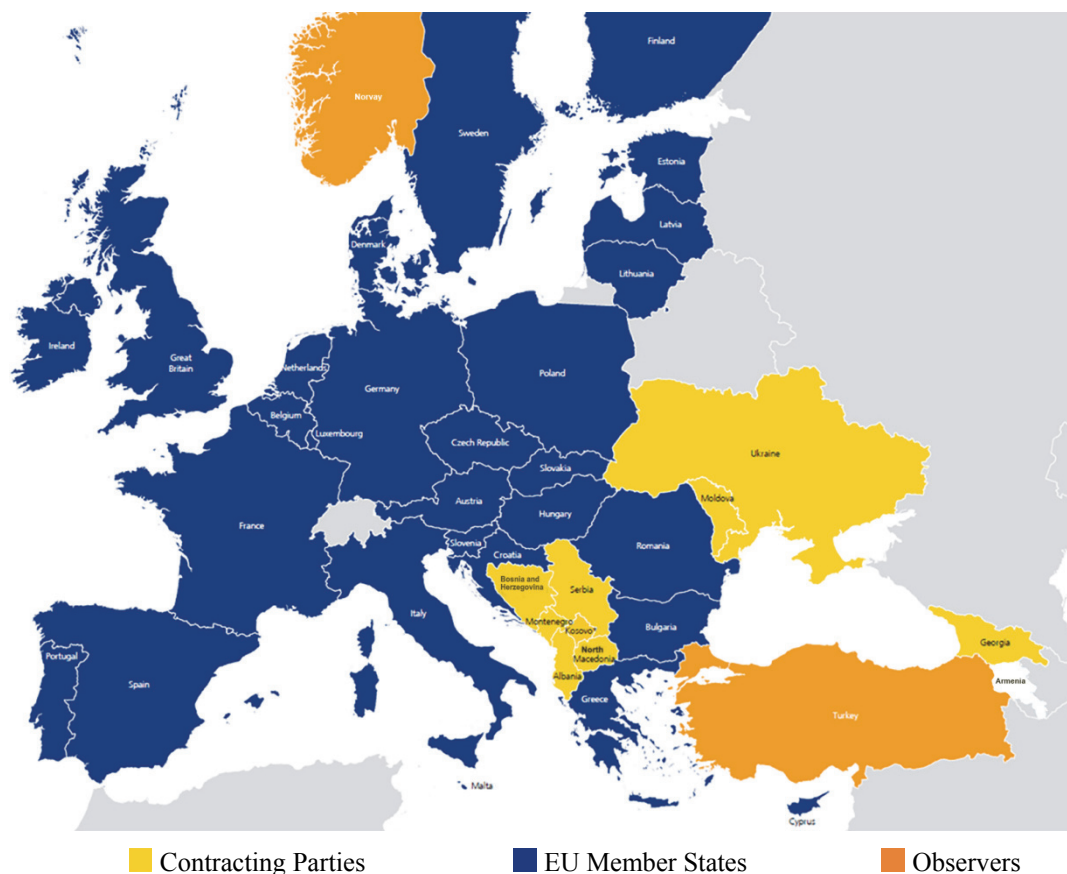 Finland
Norvay
Sweden
Estonia
Latvia
Denmark
Lithuania
Ireland
Great
Britain
Netherlands
Germany
Poland
Belgium
Luxembourg
Czech Republic
Ukraine
Slovakia
Moldova
Austria
Hungary
France
Slovenia
Romania
Croatia
Bosnia and
Herzegovina
Serbia
Italy
Montenegro
Kosovo*
Bulgaria
Georgia
North
Macedonia
Portugal
Spain
Albania
Armenia
Greece
Turkey
Malta
Cyprus
Contracting Parties
EU Member States
Observers